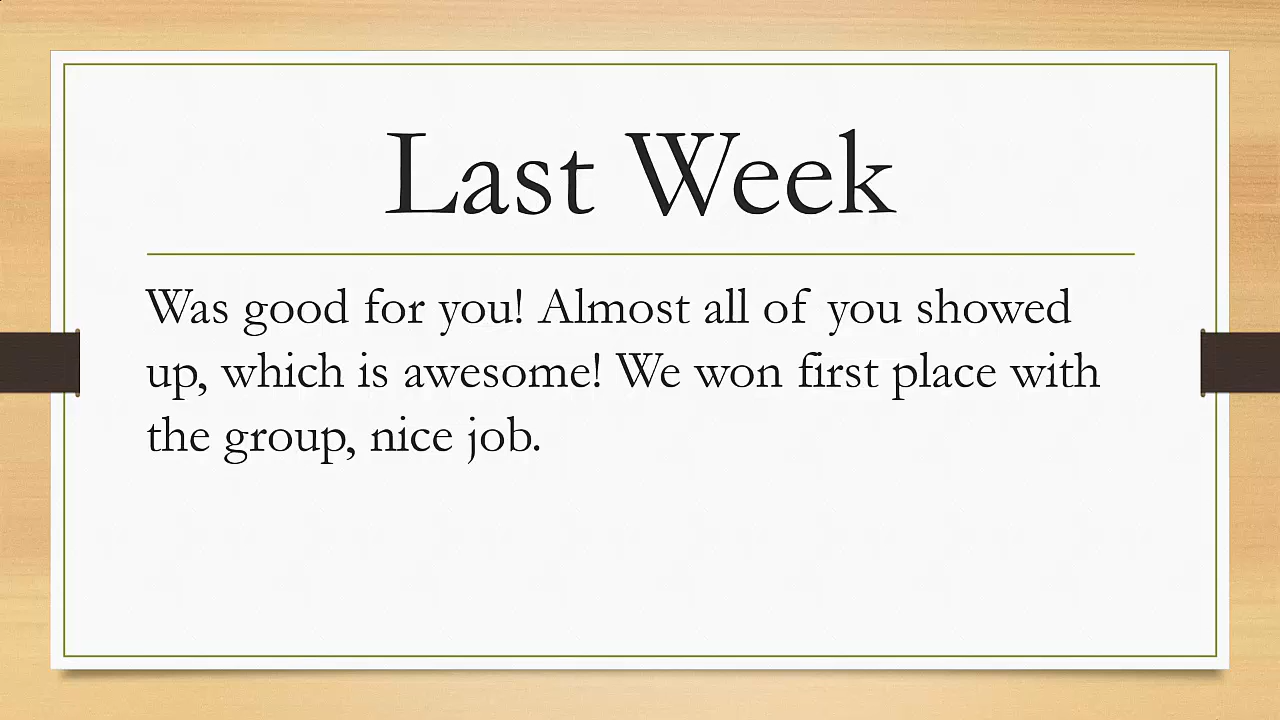 Last Week
Was good for you! Almost all of you showed
up, which is awesome! We won first place with
the group, nice job.